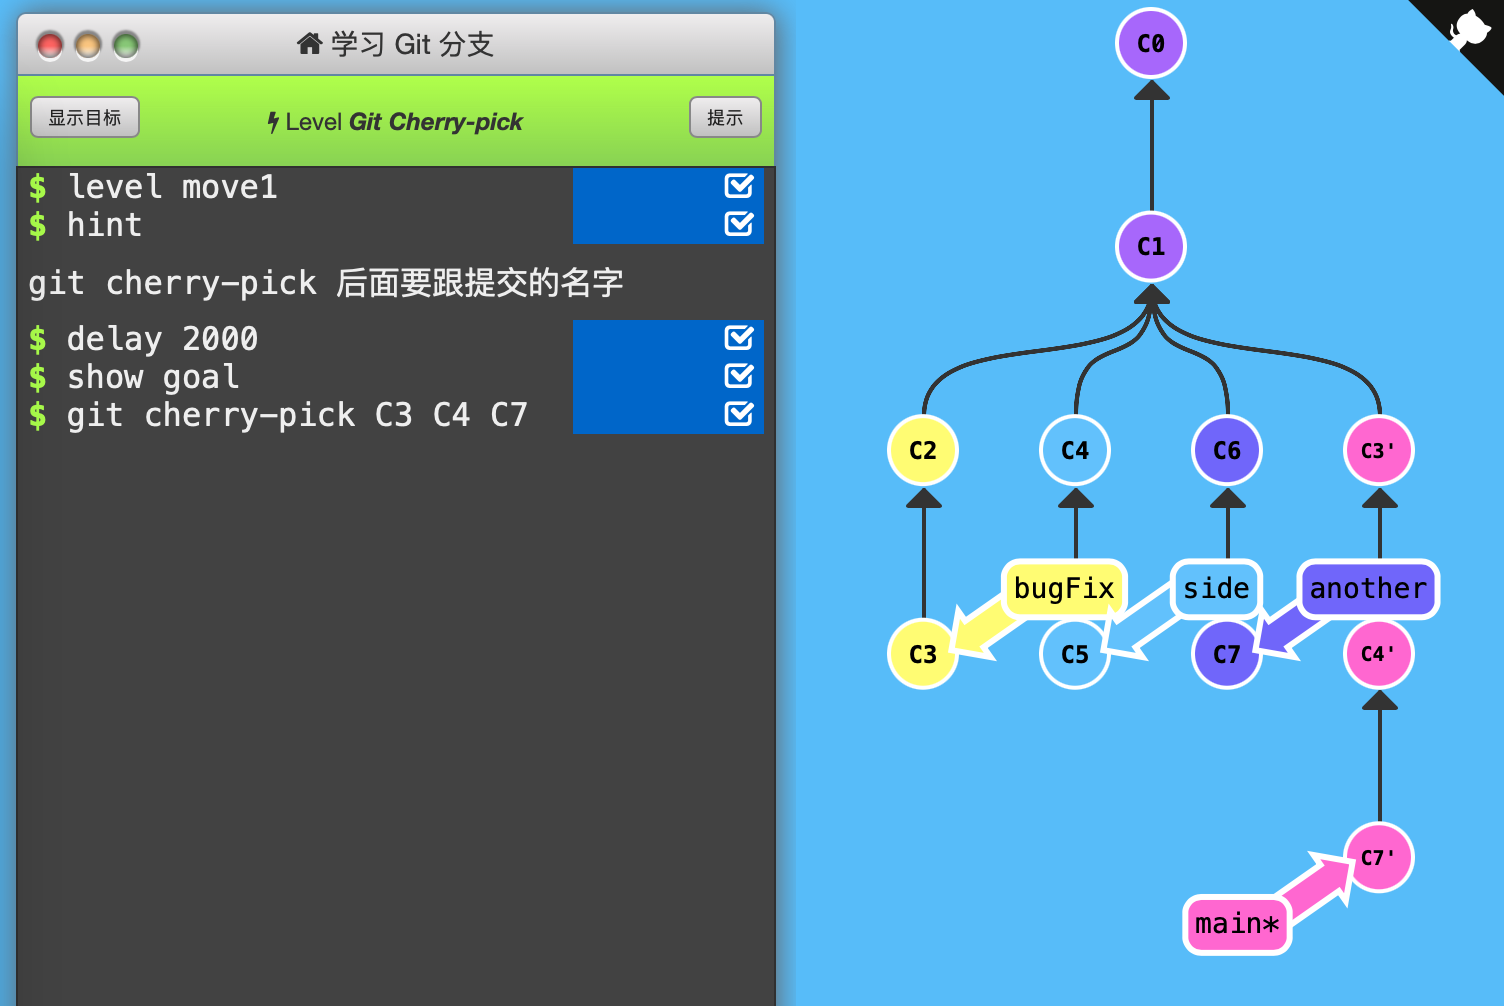 学习 Git 分支
显示目标
Level Git Cherry-pick
提示
$ level move1
$ hint
git cherry-pick 后面要跟提交的名字
$ delay 2000
$ show goal
$ git cherry-pick C3 C4 C7
C0
C1
C2
C4
C6
C3'
bugFix
side
another
C3
C5
C7
C4'
C7'
main*